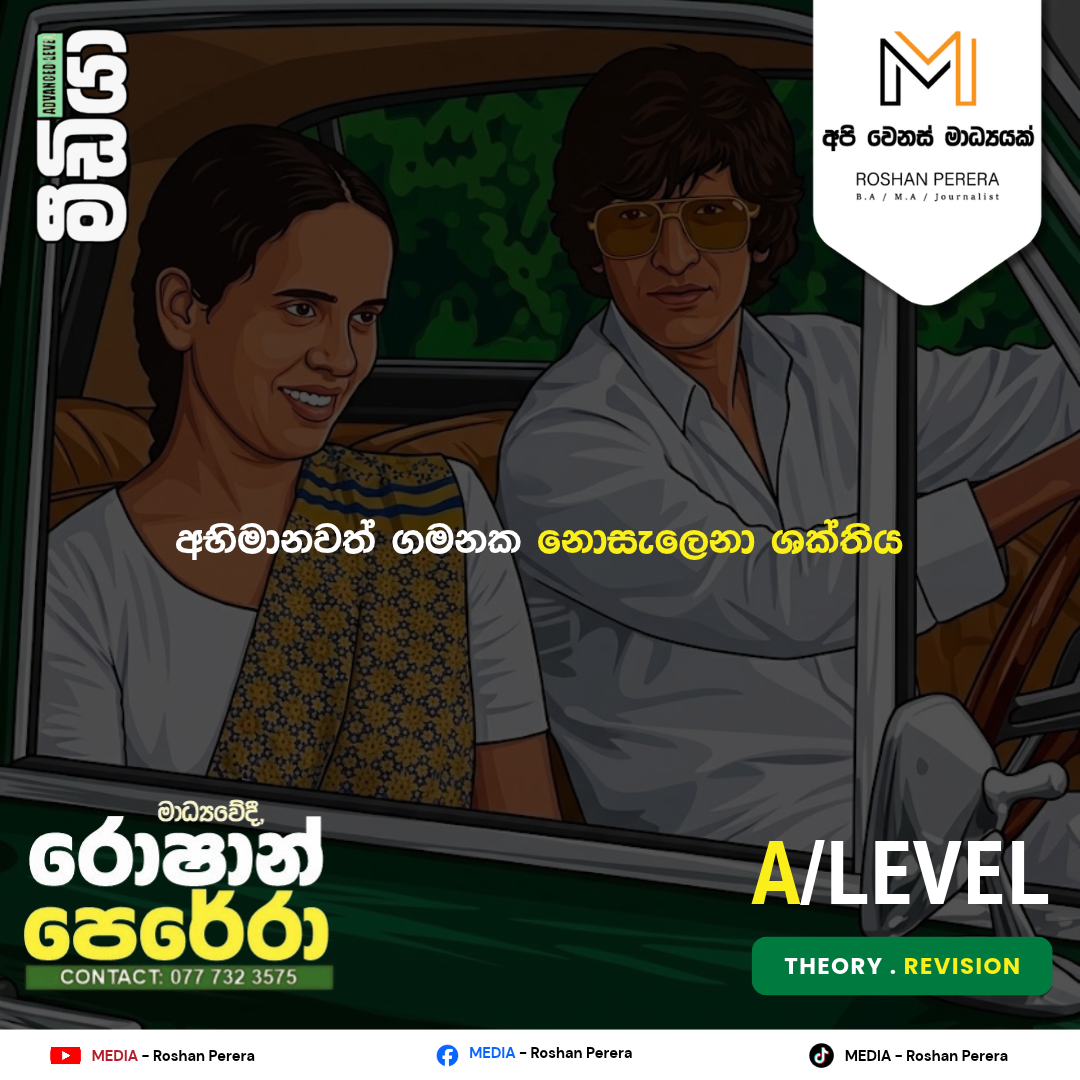 මීඩියා
ADVANCED LEVEL
අපි වෙනස් මාධ්‍යයක්
ROSHAN PERERA
B.A / M.A / Journalist
අභිමානවත් ගමනක නොසැලෙනා ශක්තිය
මාධ්‍යවේදී,
රොෂාන්
පෙරේරා
CONTACT: 077 732 3575
A/LEVEL
THEORY . REVISION
MEDIA - Roshan Perera
MEDIA - Roshan Perera
MEDIA - Roshan Perera